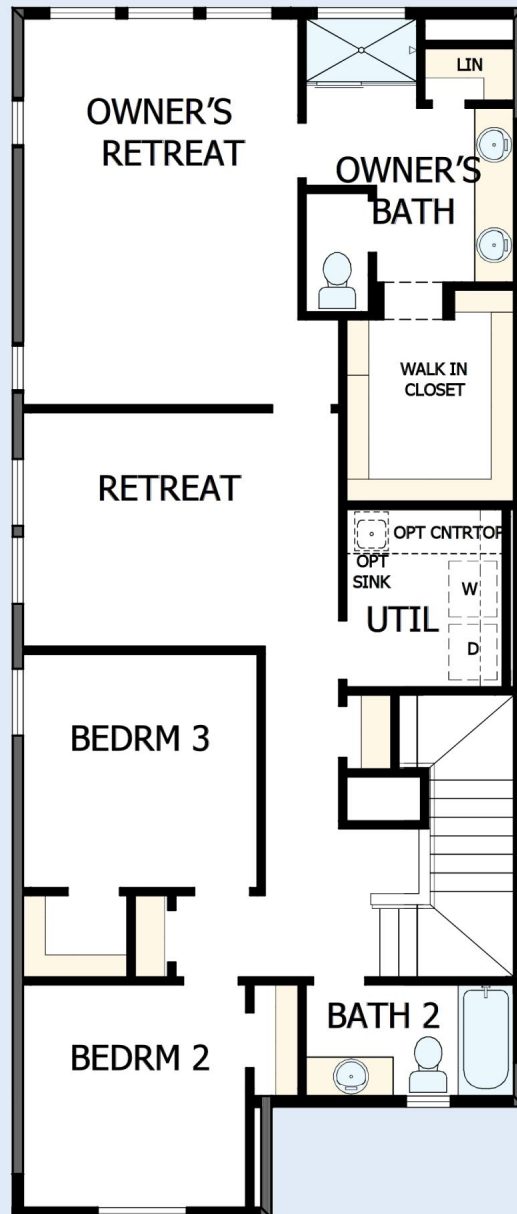 LIN
OWNER'S
RETREAT
OWNER'S
BATH
WALK IN
CLOSET
RETREAT
OPT CNTRTOP
OPT
SINK
W
UTIL
D
BEDRM 3
BATH 2
BEDRM 2